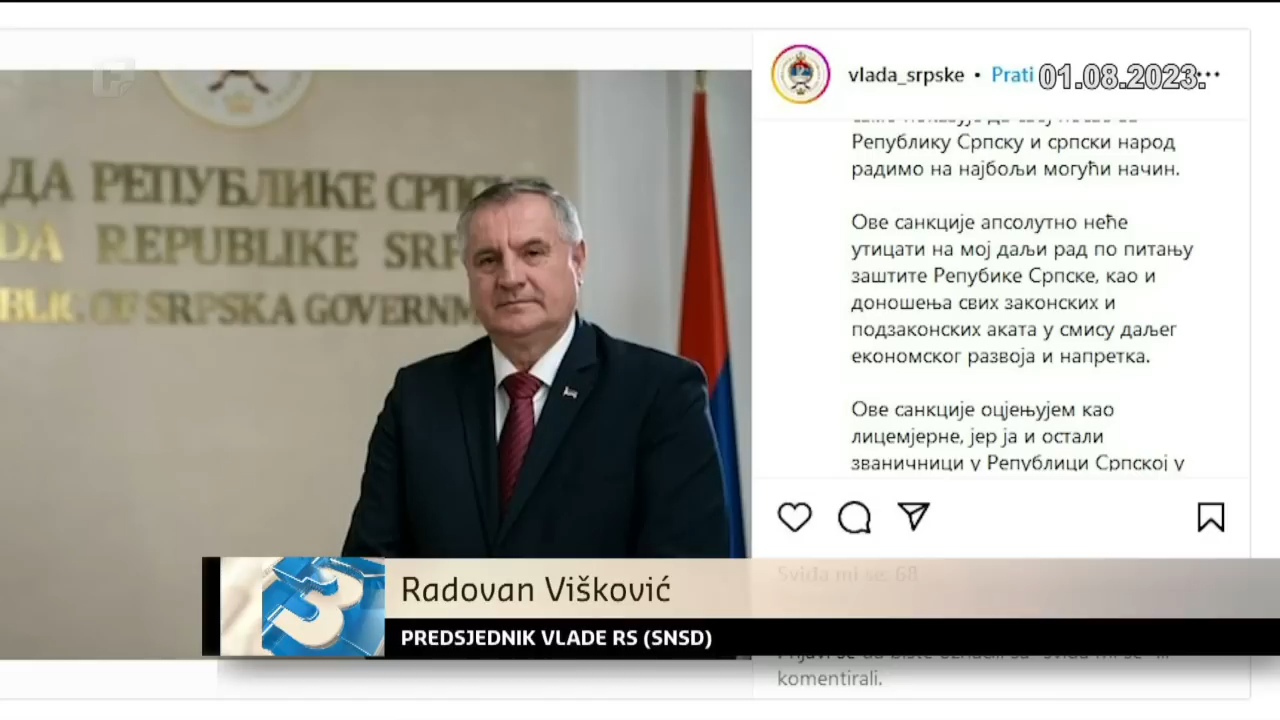 vlada_srpske • Prati
01.08.2023.
Републику Српску и српски народ
радимо на најбољи могући начин.
Ове санкције апсолутно неће
утицати на мој даљи рад по питању
заштите Репубике Српске, као и
доношења свих законских и
подзаконских аката у смису даљег
економског развоја и напретка.
Ове санкције оцјењујем као
лицемјерне, јер ја и остали
званичници у Републици Српској у
ДА РЕПУБЛИКЕ СРПСК
DA REPUBLIKE SR
BLIC OF SRPSKA GOVERNM
Sviđa mi se: 68
Radovan Višković
PREDSJEDNIK VLADE RS (SNSD)
komentirali.